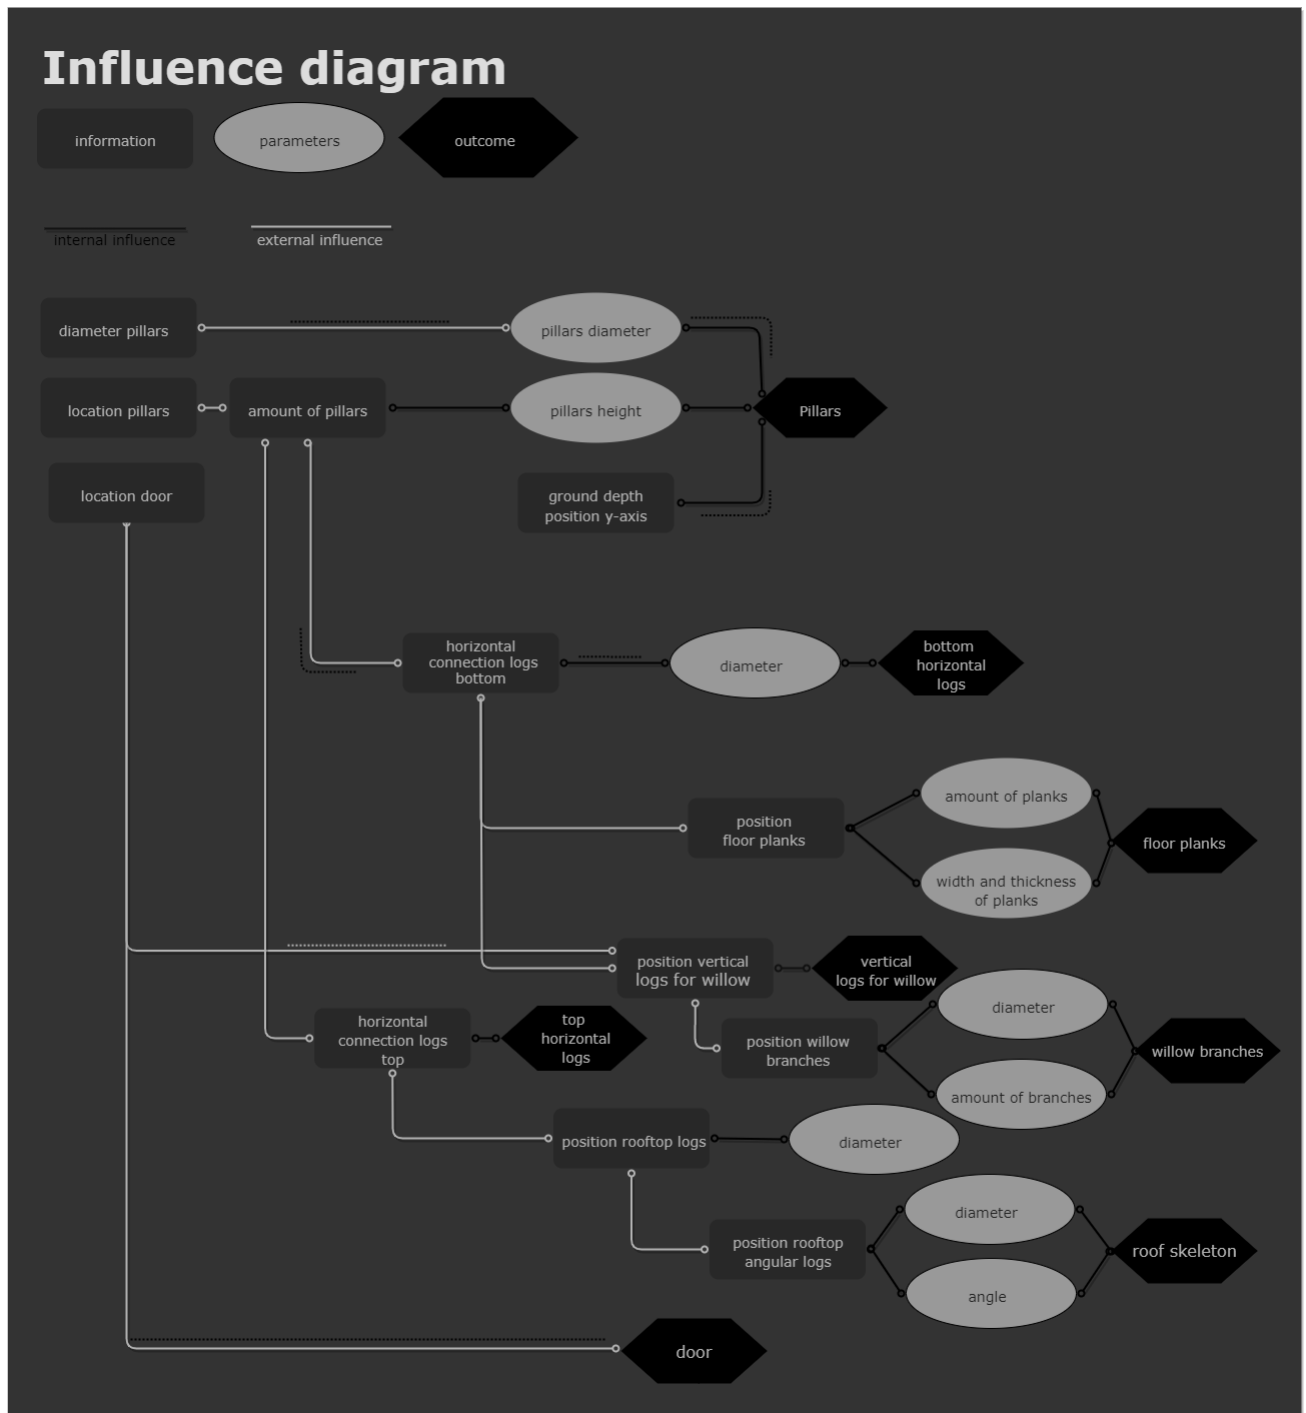 Influence diagram
information
parameters
outcome
internal influence
external influence
diameter pillars
pillars diameter
location pillars
amount of pillars
pillars height
Pillars
location door
ground depth
position y-axis
horizontal
connection logs
bottom
diameter
bottom
horizontal
logs
position
floor planks
amount of planks
width and thickness
of planks
floor planks
position vertical
logs for willow
vertical
logs for willow
horizontal
connection logs
top
top
horizontal
logs
position willow
branches
diameter
amount of branches
willow branches
position rooftop logs
diameter
position rooftop
angular logs
diameter
angle
roof skeleton
door